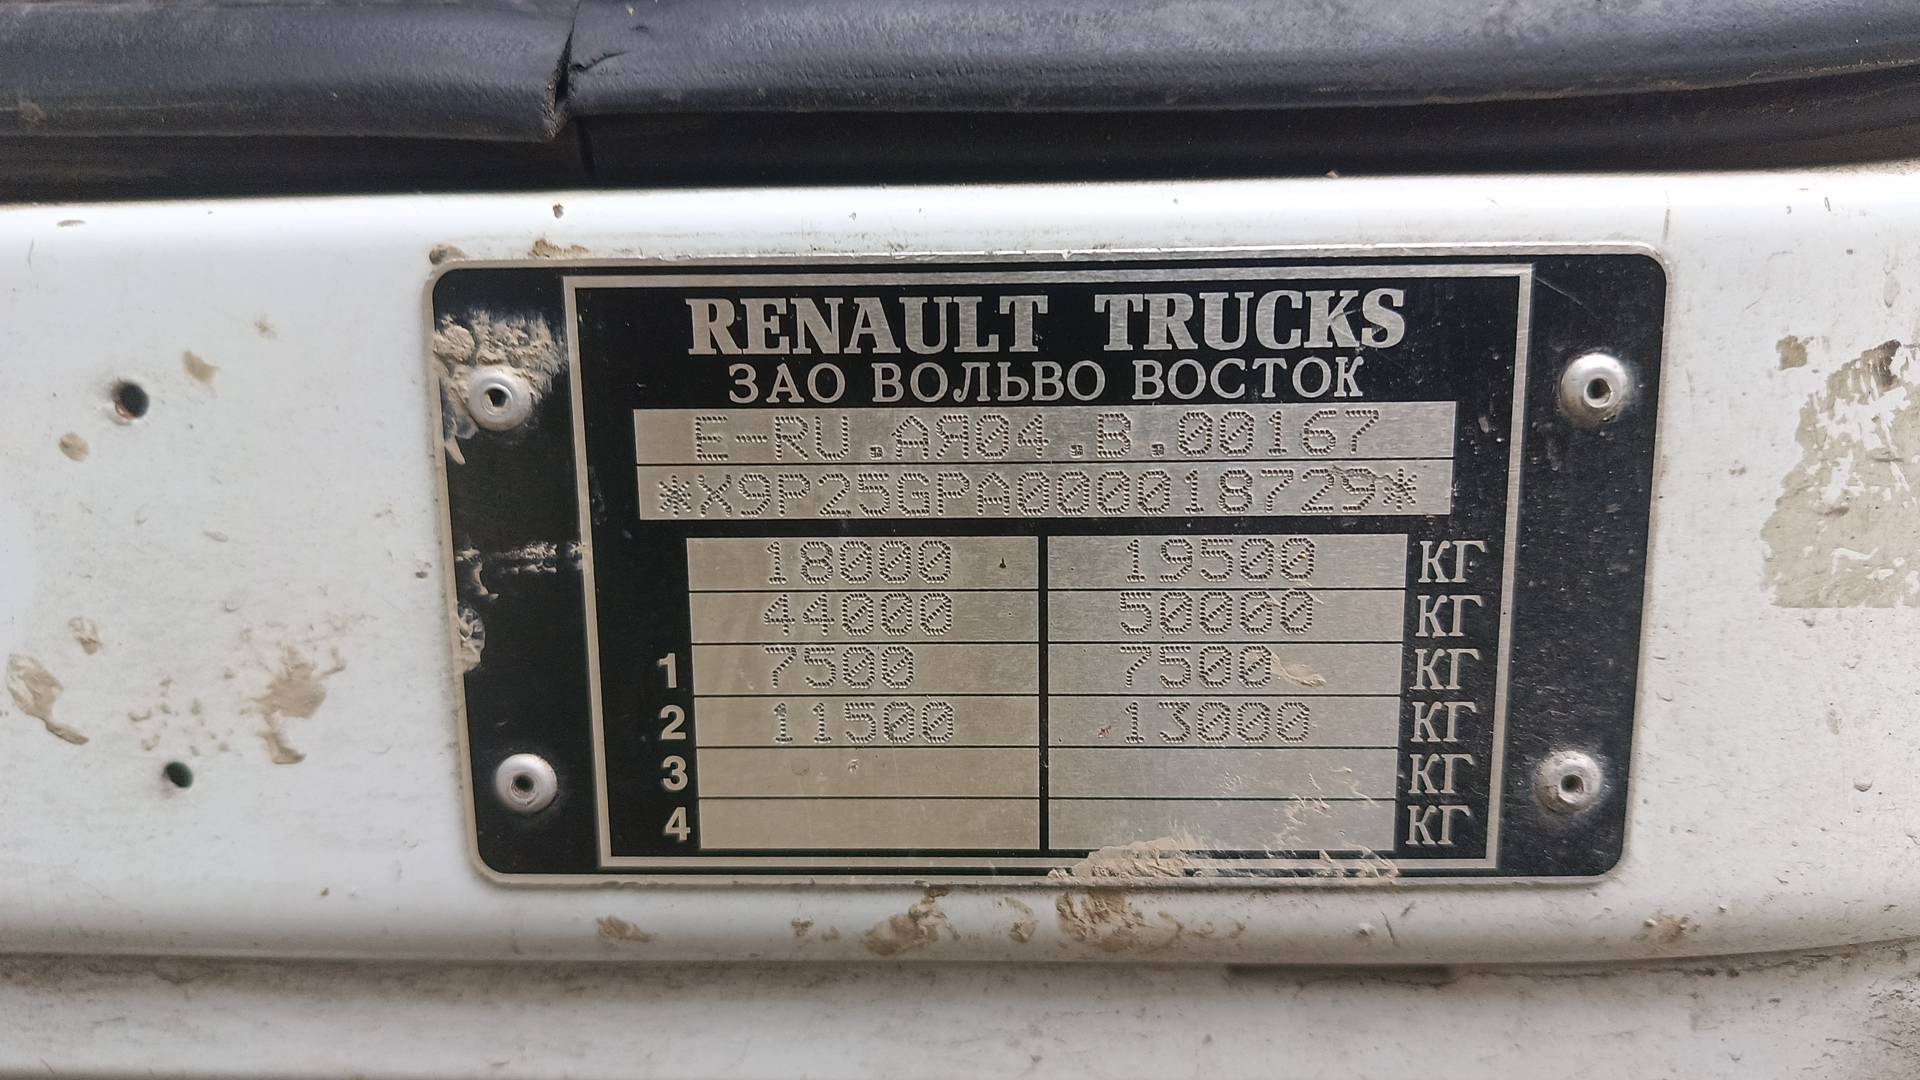 RENAULT TRUCKS
ЗАО ВОЛЬВО ВОСТОК
E-RU.АЯ04.B.00167
*X9P25GPA000018729*
18000 19500 КГ
44000 50000 КГ
1 7500 7500 КГ
2 11500 13000 КГ
3 КГ
4 КГ